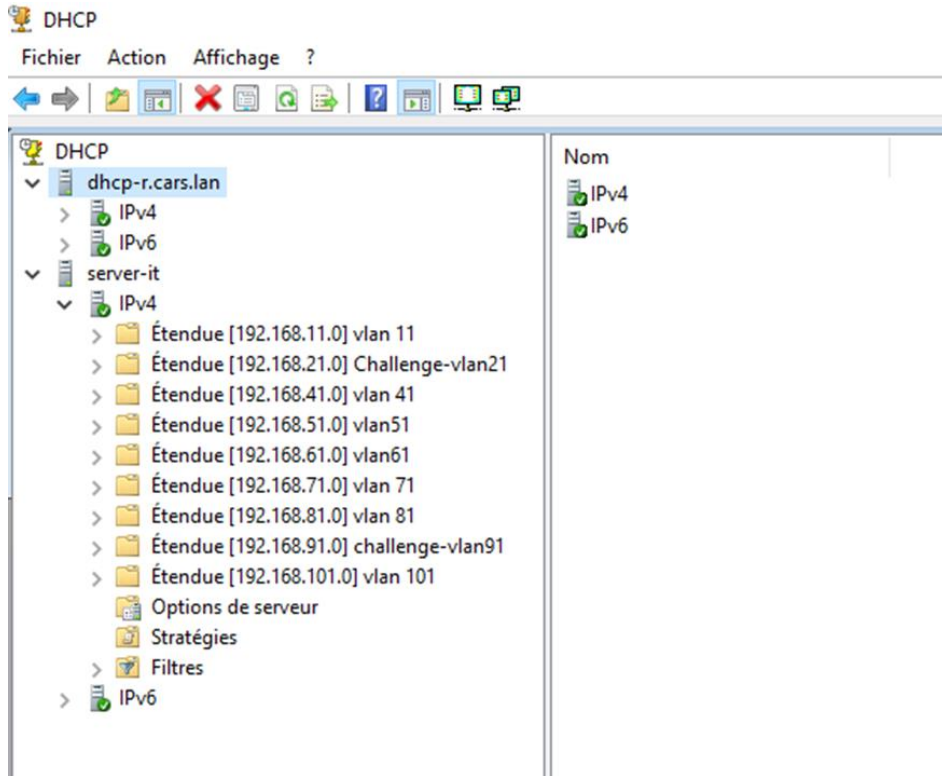 DHCP
Fichier Action Affichage ?
DHCP
dhcp-r.cars.lan
IPv4
IPv6
server-it
IPv4
Étendue [192.168.11.0] vlan 11
Étendue [192.168.21.0] Challenge-vlan21
Étendue [192.168.41.0] vlan 41
Étendue [192.168.51.0] vlan51
Étendue [192.168.61.0] vlan61
Étendue [192.168.71.0] vlan 71
Étendue [192.168.81.0] vlan 81
Étendue [192.168.91.0] challenge-vlan91
Étendue [192.168.101.0] vlan 101
Options de serveur
Stratégies
Filtres
IPv6
Nom
IPv4
IPv6